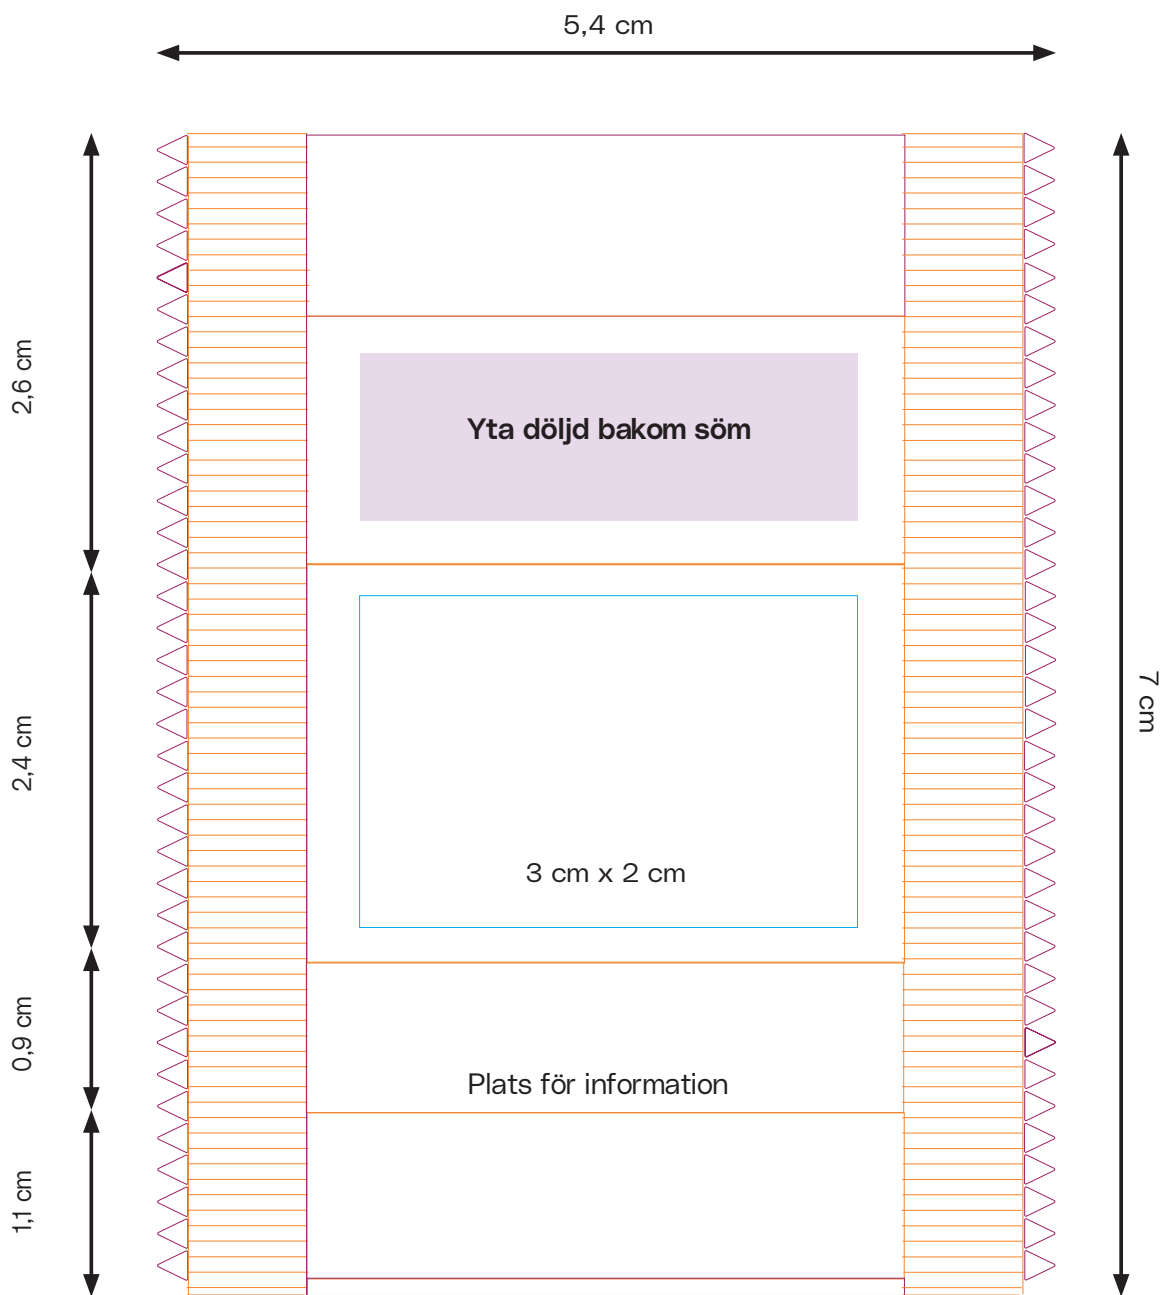 5,4 cm
2,6 cm
Yta döljd bakom söm
2,4 cm
7 cm
3 cm x 2 cm
0,9 cm
Plats för information
1,1 cm